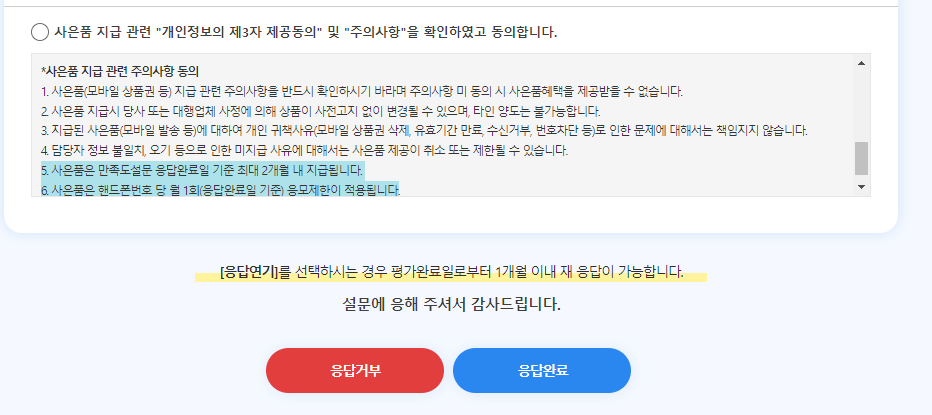 사은품 지급 관련 "개인정보의 제3자 제공동의" 및 "주의사항"을 확인하였고 동의합니다.
*사은품 지급 관련 주의사항 동의
1. 사은품(모바일 상품권 등) 지급 관련 주의사항을 반드시 확인하시기 바라며 주의사항 미 동의 시 사은품혜택을 제공받을 수 없습니다.
2. 사은품 지급시 당사 또는 대행업체 사정에 의해 상품이 사전고지 없이 변경될 수 있으며, 타인 양도는 불가능합니다.
3. 지급된 사은품(모바일 발송 등)에 대하여 개인 귀책사유(모바일 상품권 삭제, 유효기간 만료, 수신거부, 번호차단 등)로 인한 문제에 대해서는 책임지지 않습니다.
4. 담당자 정보 불일치, 오기 등으로 인한 미지급 사유에 대해서는 사은품 제공이 취소 또는 제한될 수 있습니다.
5. 사은품은 만족도설문 응답완료일 기준 최대 2개월 내 지급됩니다.
6. 사은품은 핸드폰번호 당 월 1회(응답완료일 기준) 응모제한이 적용됩니다.
[응답연기]를 선택하시는 경우 평가완료일로부터 1개월 이내 재 응답이 가능합니다.
설문에 응해 주셔서 감사드립니다.
응답거부
응답완료